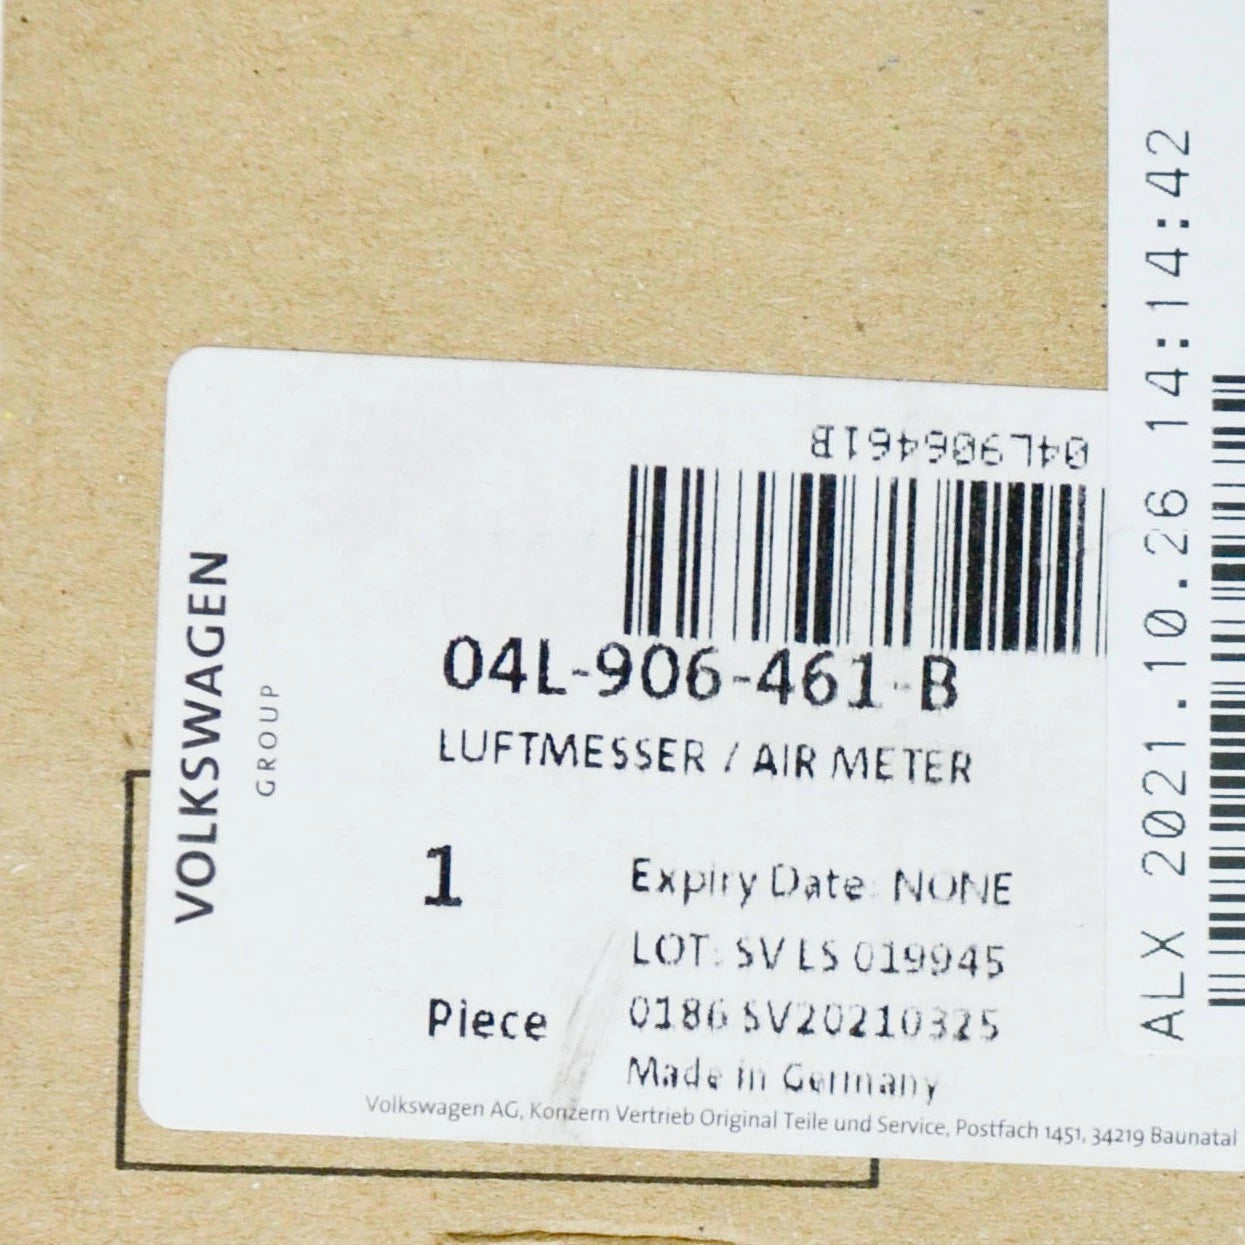 VOLKSWAGEN
GROUP
04L906461B
04L-906-461-B
LUFTMESSER / AIR METER
1
Expiry Date: NONE
LOT: SV LS 019945
Piece
0186 SV20210325
Made in Germany
Volkswagen AG, Konzern Vertrieb Original Teile und Service, Postfach 1451, 34219 Baunatal
ALX 2021.10.26 14:14:42